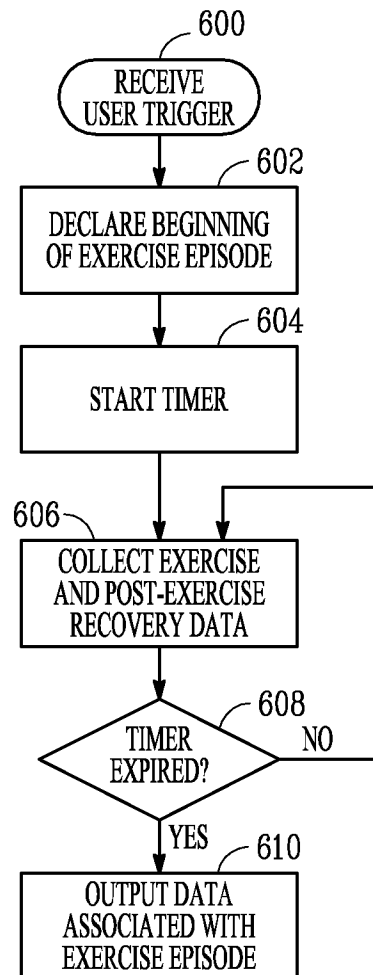 600
RECEIVE
USER TRIGGER
602
DECLARE BEGINNING
OF EXERCISE EPISODE
604
START TIMER
606
COLLECT EXERCISE
AND POST-EXERCISE
RECOVERY DATA
608
TIMER
EXPIRED?
NO
YES
610
OUTPUT DATA
ASSOCIATED WITH
EXERCISE EPISODE